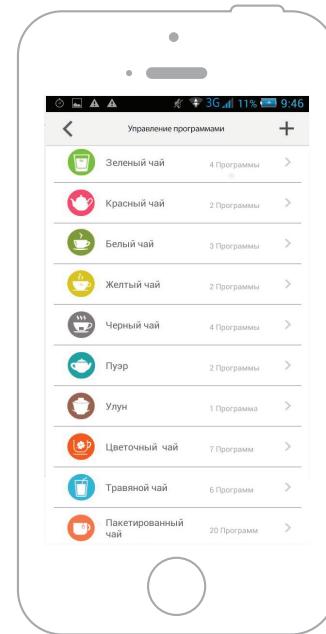 3G 11% 9:46
Управление программами
Зеленый чай 4 Программы
Красный чай 2 Программы
Белый чай 3 Программы
Желтый чай 2 Программы
Черный чай 4 Программы
Пуэр 2 Программы
Улун 1 Программа
Цветочный чай 7 Программ
Травяной чай 6 Программ
Пакетированный
чай 20 Программ